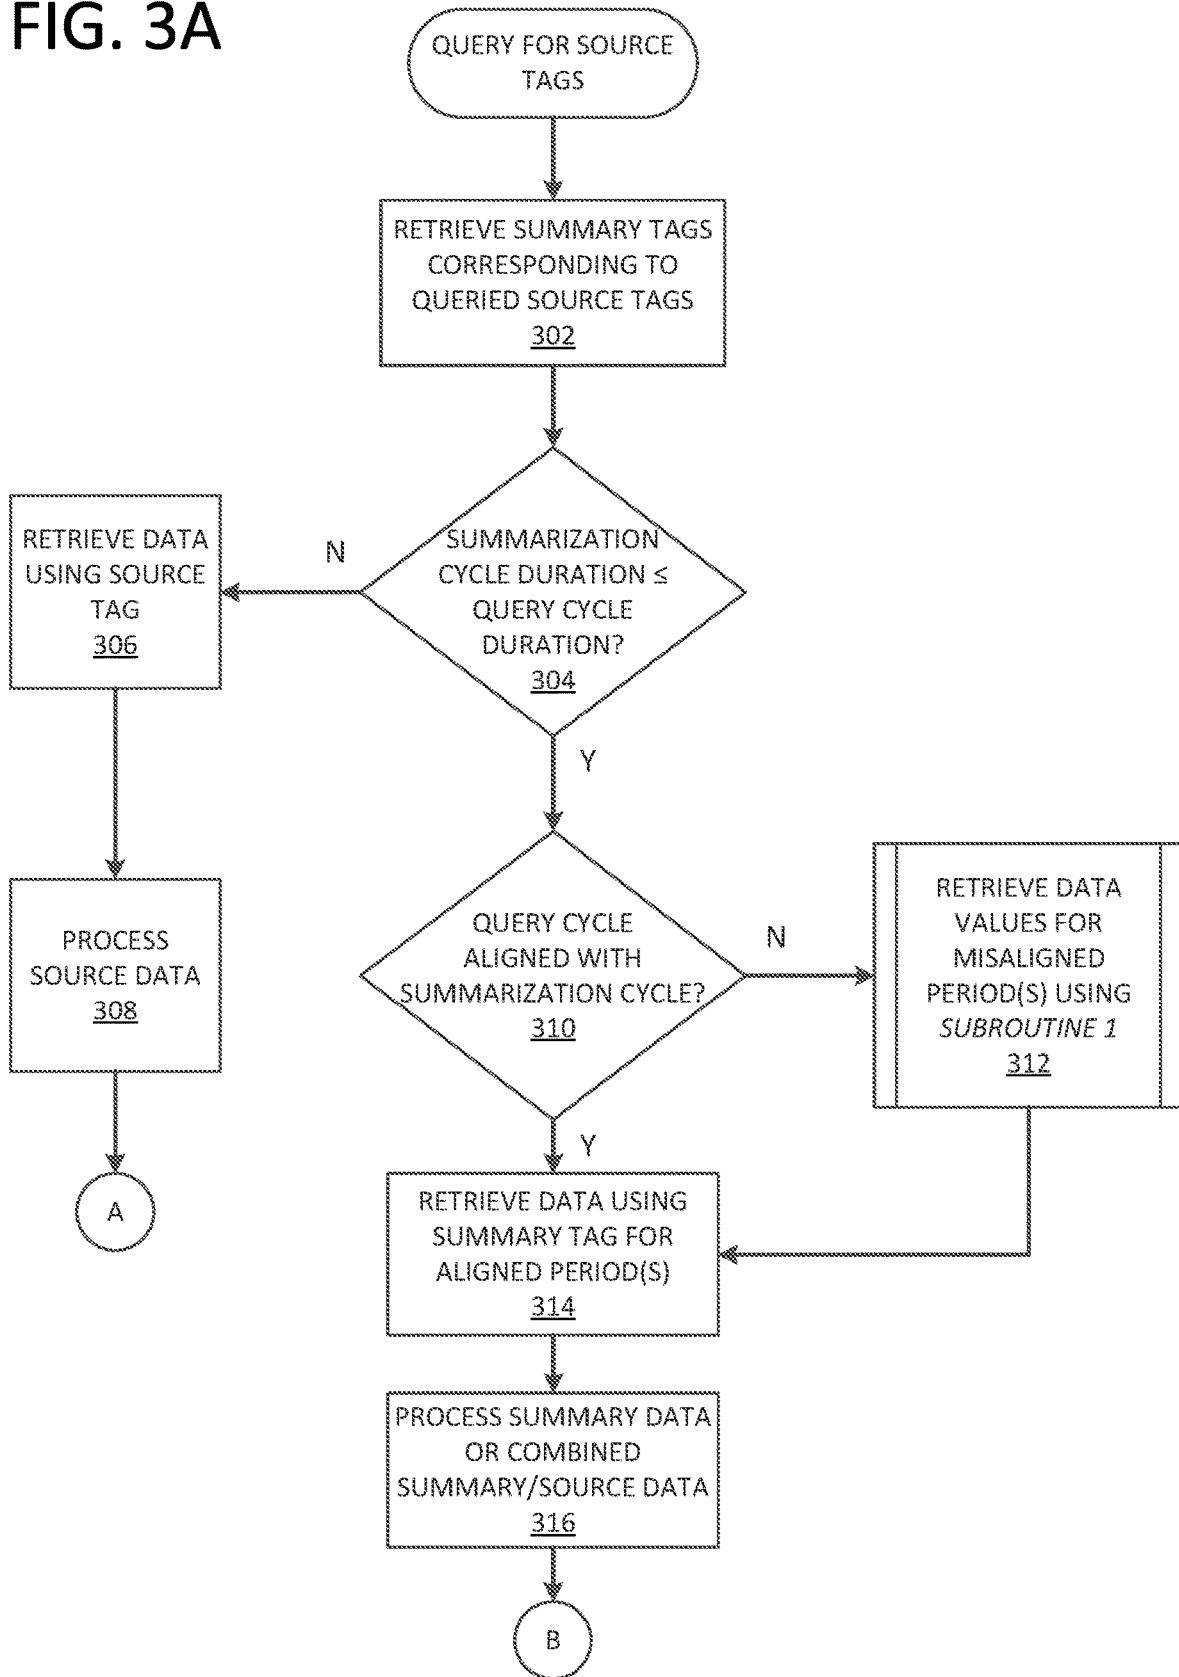 FIG. 3A
QUERY FOR SOURCE
TAGS
RETRIEVE SUMMARY TAGS
CORRESPONDING TO
QUERIED SOURCE TAGS
302
SUMMARIZATION
CYCLE DURATION ≤
QUERY CYCLE
DURATION?
304
N
RETRIEVE DATA
USING SOURCE
TAG
306
PROCESS
SOURCE DATA
308
A
Y
QUERY CYCLE
ALIGNED WITH
SUMMARIZATION CYCLE?
310
N
RETRIEVE DATA
VALUES FOR
MISALIGNED
PERIOD(S) USING
SUBROUTINE 1
312
Y
RETRIEVE DATA USING
SUMMARY TAG FOR
ALIGNED PERIOD(S)
314
PROCESS SUMMARY DATA
OR COMBINED
SUMMARY/SOURCE DATA
316
B